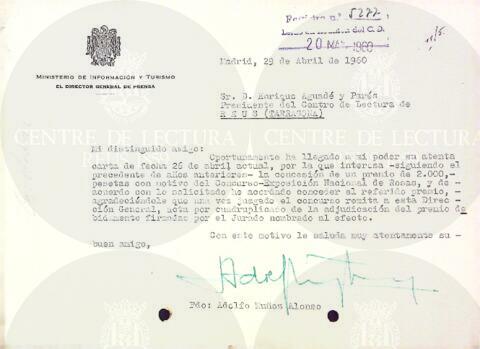 Registro n.º 5277
20 MAY. 1960
Madrid, 29 de Abril de 1960
MINISTERIO DE INFORMACIÓN Y TURISMO
EL DIRECTOR GENERAL DE PRENSA
Sr. D. Enrique Aguadé y Parés
Presidente del Centro de Lectura de
R E U S (TARRAGONA)
Mi distinguido amigo:
Oportunamente ha llegado a mi poder su atenta
carta de fecha 26 de abril actual, por la que interesa -siguiendo el
precedente de años anteriores- la concesión de un premio de 2.000,-
pesetas con motivo del Concurso-Exposición Nacional de Rosas, y de-
acuerdo con lo solicitado he acordado conceder el referido premio, -
agradeciéndole que una vez juzgado el concurso remita a esta Direc-
ción General, acta por cuadruplicado de la adjudicación del premio de
bidamente firmadas por el Jurado nombrado al efecto.
Con este motivo le saluda muy atentamente su-
buen amigo,
Fdo: Adolfo Muñoz Alonso
CENTRE DE LECTURA